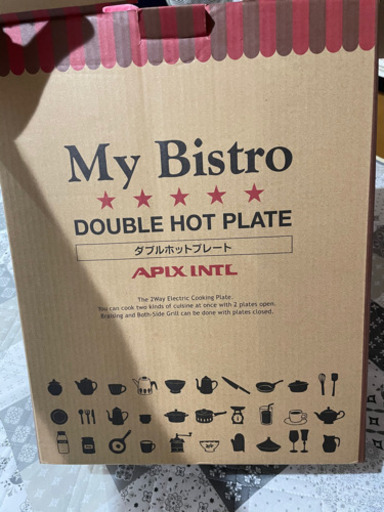 My Bistro
DOUBLE HOT PLATE
ダブルホットプレート
APIX INTL
The 2Way Electric Cooking Plate.
You can cook two kinds of cuisine at once with 2 plates open.
Braising and Both-Side Grill can be done with plates closed.